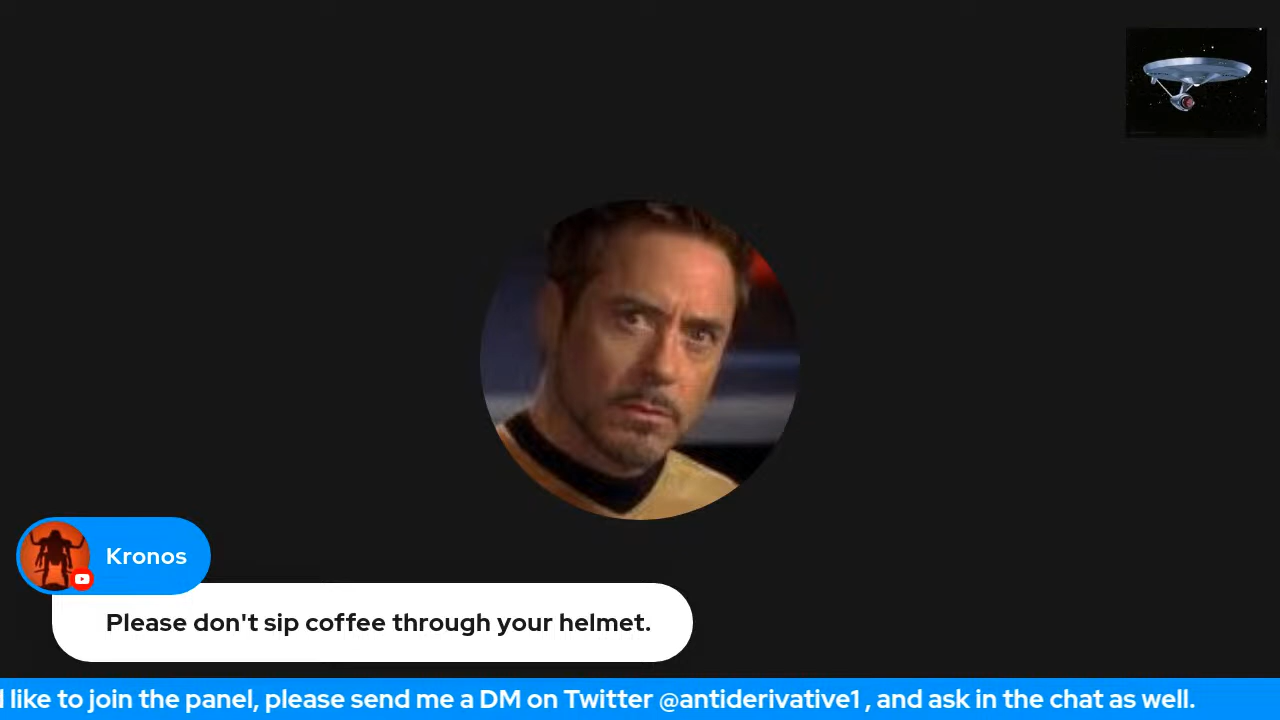 Kronos
Please don't sip coffee through your helmet.
like to join the panel, please send me a DM on Twitter @antiderivative1 , and ask in the chat as well.